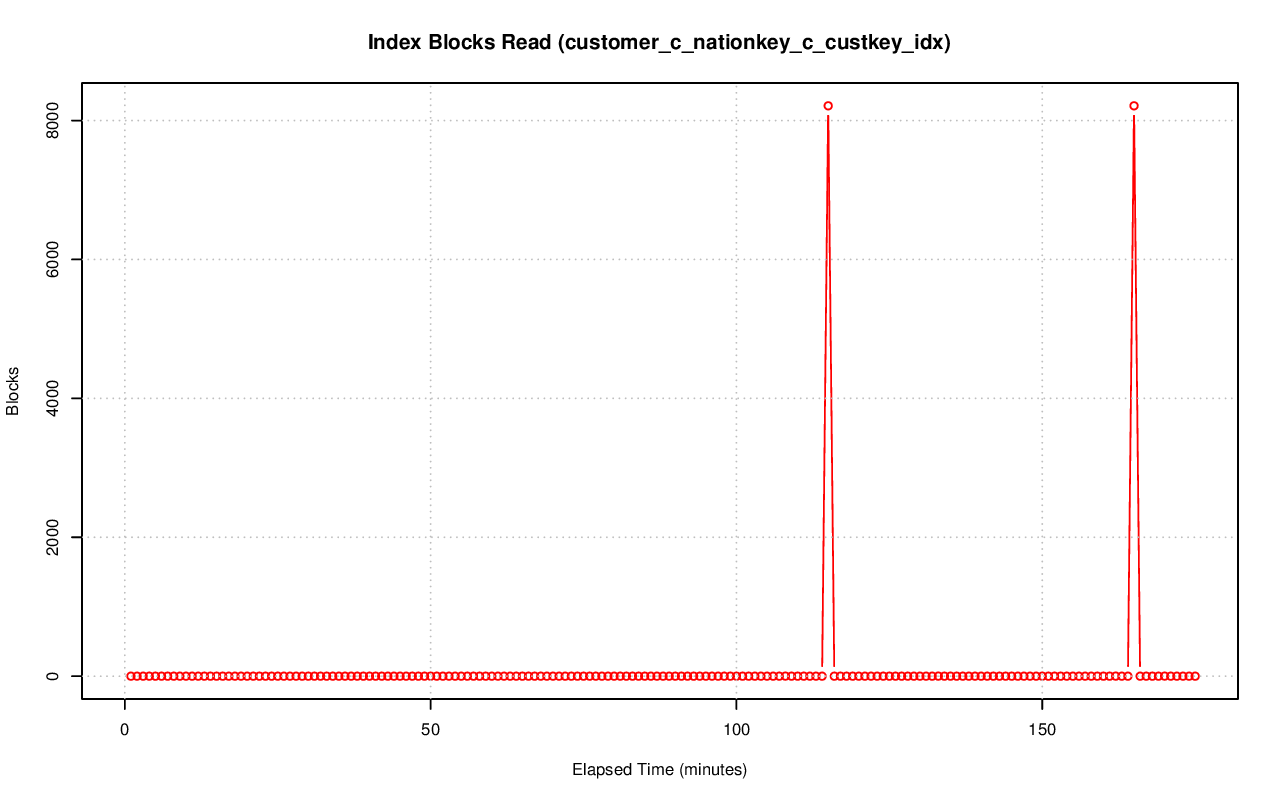 Index Blocks Read (customer_c_nationkey_c_custkey_idx)
8000
6000
4000
2000
0
Blocks
0 50 100 150
Elapsed Time (minutes)